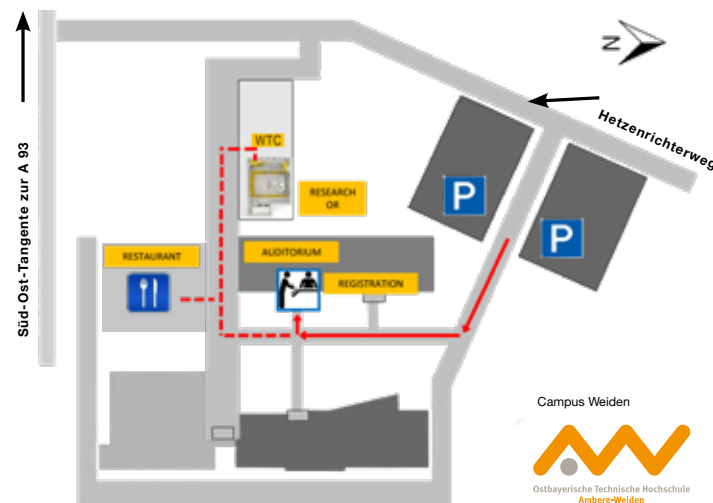 N
Hetzenrichterweg
Süd-Ost-Tangente zur A 93
WTC
RESEARCH
OR
P
P
RESTAURANT
AUDITORIUM
REGISTRATION
Campus Weiden
Ostbayerische Technische Hochschule
Amberg-Weiden